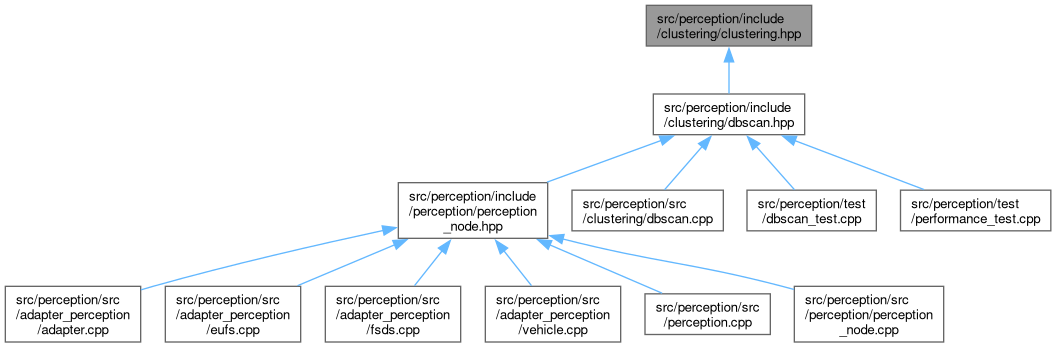 src/perception/include
/clustering/clustering.hpp
src/perception/include
/clustering/dbscan.hpp
src/perception/include
/perception/perception
_node.hpp
src/perception/src
/clustering/dbscan.cpp
src/perception/test
/dbscan_test.cpp
src/perception/test
/performance_test.cpp
src/perception/src
/adapter_perception
/adapter.cpp
src/perception/src
/adapter_perception
/eufs.cpp
src/perception/src
/adapter_perception
/fsds.cpp
src/perception/src
/adapter_perception
/vehicle.cpp
src/perception/src
/perception.cpp
src/perception/src
/perception/perception
_node.cpp